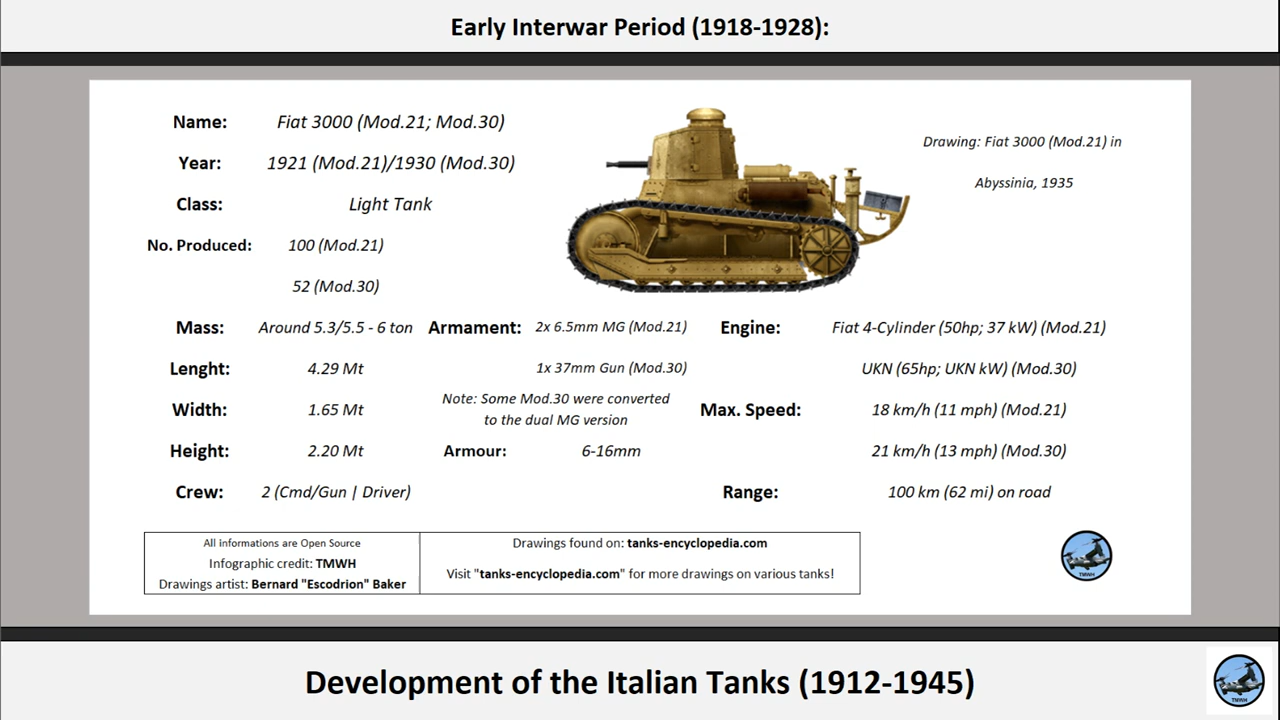 Early Interwar Period (1918-1928):
Name: Fiat 3000 (Mod.21; Mod.30)
Year: 1921 (Mod.21)/1930 (Mod.30)
Class: Light Tank
No. Produced: 100 (Mod.21)
52 (Mod.30)
Drawing: Fiat 3000 (Mod.21) in
Abyssinia, 1935
Mass: Around 5.3/5.5 - 6 ton Armament: 2x 6.5mm MG (Mod.21) Engine: Fiat 4-Cylinder (50hp; 37 kW) (Mod.21)
Lenght: 4.29 Mt 1x 37mm Gun (Mod.30) UKN (65hp; UKN kW) (Mod.30)
Note: Some Mod.30 were converted
to the dual MG version
Width: 1.65 Mt Max. Speed: 18 km/h (11 mph) (Mod.21)
Height: 2.20 Mt Armour: 6-16mm 21 km/h (13 mph) (Mod.30)
Crew: 2 (Cmd/Gun | Driver) Range: 100 km (62 mi) on road
All informations are Open Source
Infographic credit: TMWH
Drawings artist: Bernard "Escodrion" Baker
Drawings found on: tanks-encyclopedia.com
Visit "tanks-encyclopedia.com" for more drawings on various tanks!
TMWH
Development of the Italian Tanks (1912-1945)
TMWH